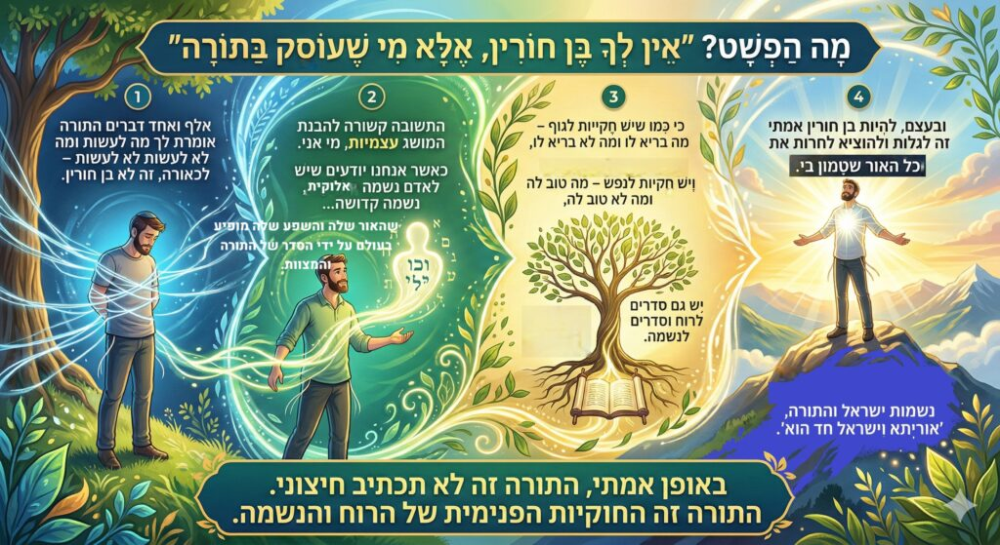 מָה הַפְּשָׁט? "אֵין לְךָ בֶּן חוֹרִין, אֶלָּא מִי שֶׁעוֹסֵק בַּתּוֹרָה"
1
אלף ואחד דברים התורה
אומרת לך מה לעשות ומה
לא לעשות לא לעשות –
לכאורה, זה לא בן חורין.
2
התשובה קשורה להבנת
המושג עצמיות, מי אני.
כאשר אנחנו יודעים שיש
לאדם נשמה אלוקית,
נשמה קדושה...
שהאור שלה והשפע שלה מופיע
בעולם על ידי הסדר של התורה
והמצוות.
3
כי כמו שיש חקייות לגוף –
מה בריא לו ומה לא בריא לו,
ויש חקיות לנפש – מה טוב לה
ומה לא טוב לה,
יש גם סדרים
לרוח וסדרים
לנשמה.
4
ובעצם, להיות בן חורין אמתי
זה לגלות ולהוציא לחרות את
כל האור שטמון בי.
נשמות ישראל והתורה,
'אוריתא וישראל חד הוא'.
באופן אמתי, התורה זה לא תכתיב חיצוני.
התורה זה החוקיות הפנימית של הרוח והנשמה.